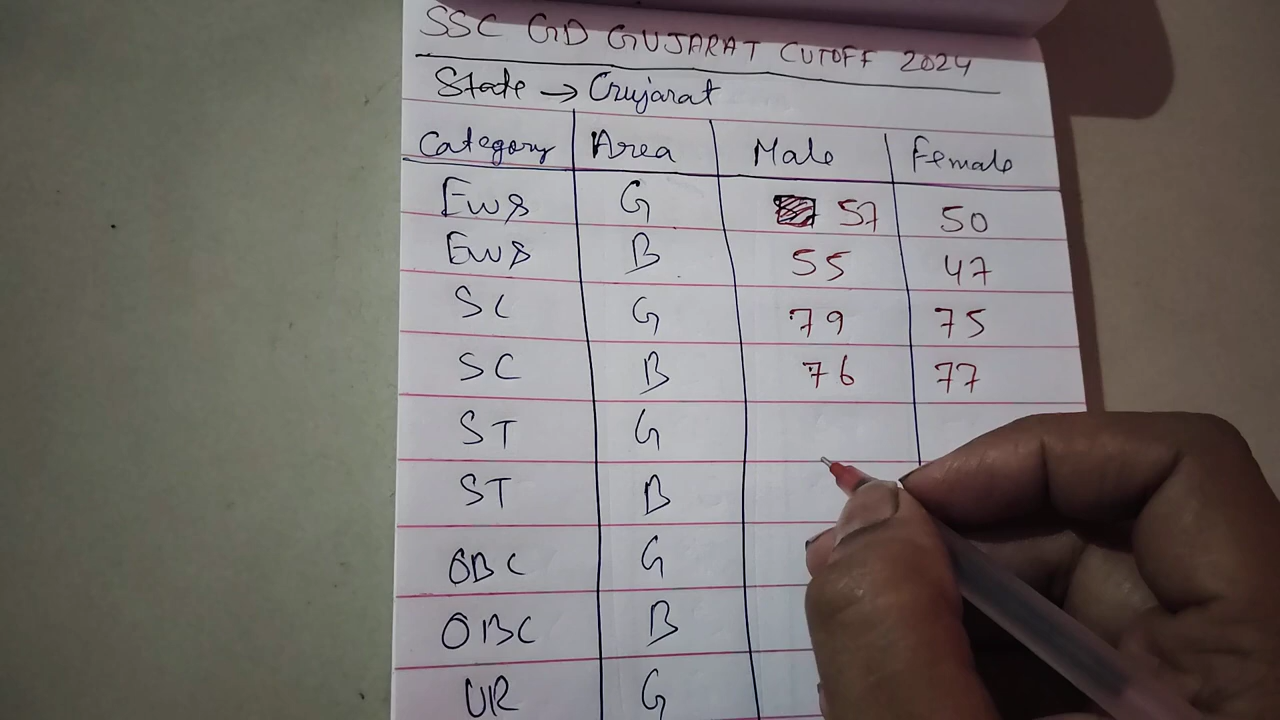 SSC GD GUJARAT CUTOFF 2024
State → Gujarat
Category Area Male Female
EWS G 57 50
EWS B 55 47
SC G 79 75
SC B 76 77
ST G
ST B
OBC G
OBC B
UR G